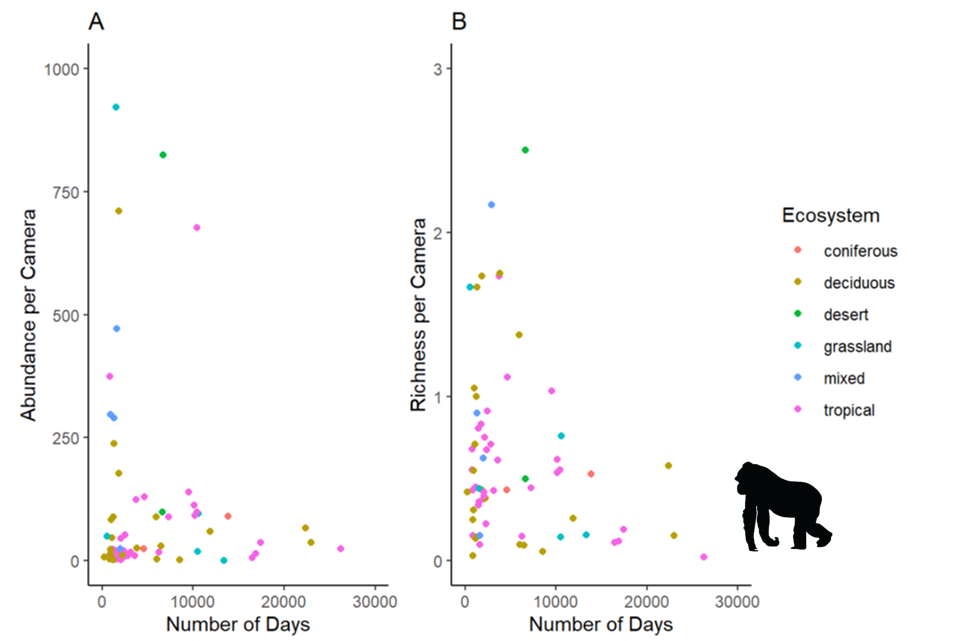 A
B
1000
750
500
250
0
Abundance per Camera
0
10000
20000
30000
Number of Days
3
2
1
0
Richness per Camera
0
10000
20000
30000
Number of Days
Ecosystem
coniferous
deciduous
desert
grassland
mixed
tropical